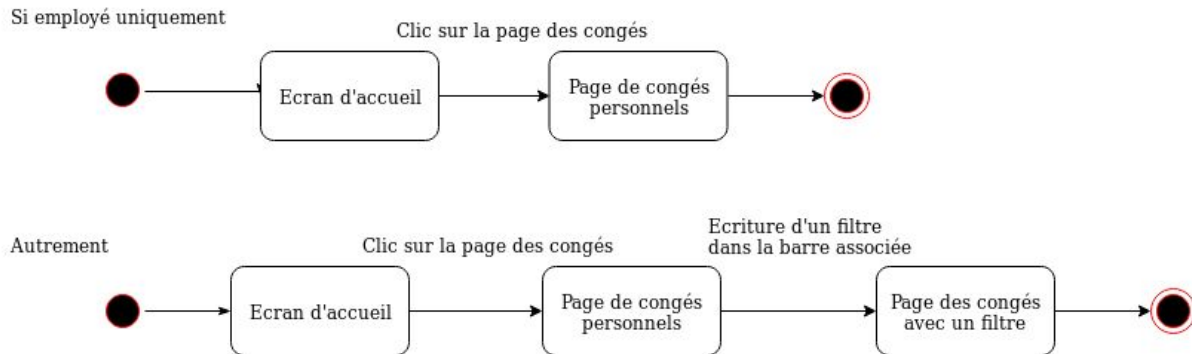 Si employé uniquement
Clic sur la page des congés
Ecran d'accueil
Page de congés
personnels
Autrement
Clic sur la page des congés
Ecriture d'un filtre
dans la barre associée
Ecran d'accueil
Page de congés
personnels
Page des congés
avec un filtre